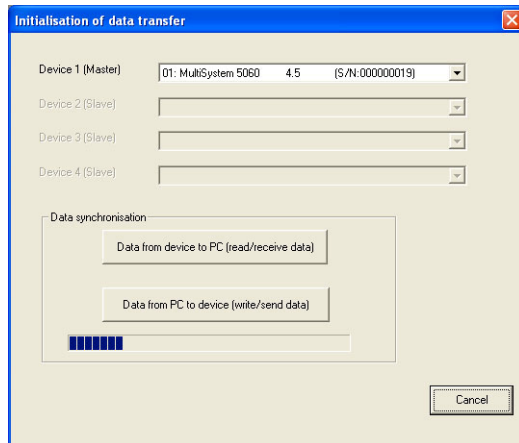 Initialisation of data transfer
Device 1 (Master) 01: MultiSystem 5060 4.5 (S/N:000000019)
Device 2 (Slave)
Device 3 (Slave)
Device 4 (Slave)
Data synchronisation
Data from device to PC (read/receive data)
Data from PC to device (write/send data)
Cancel